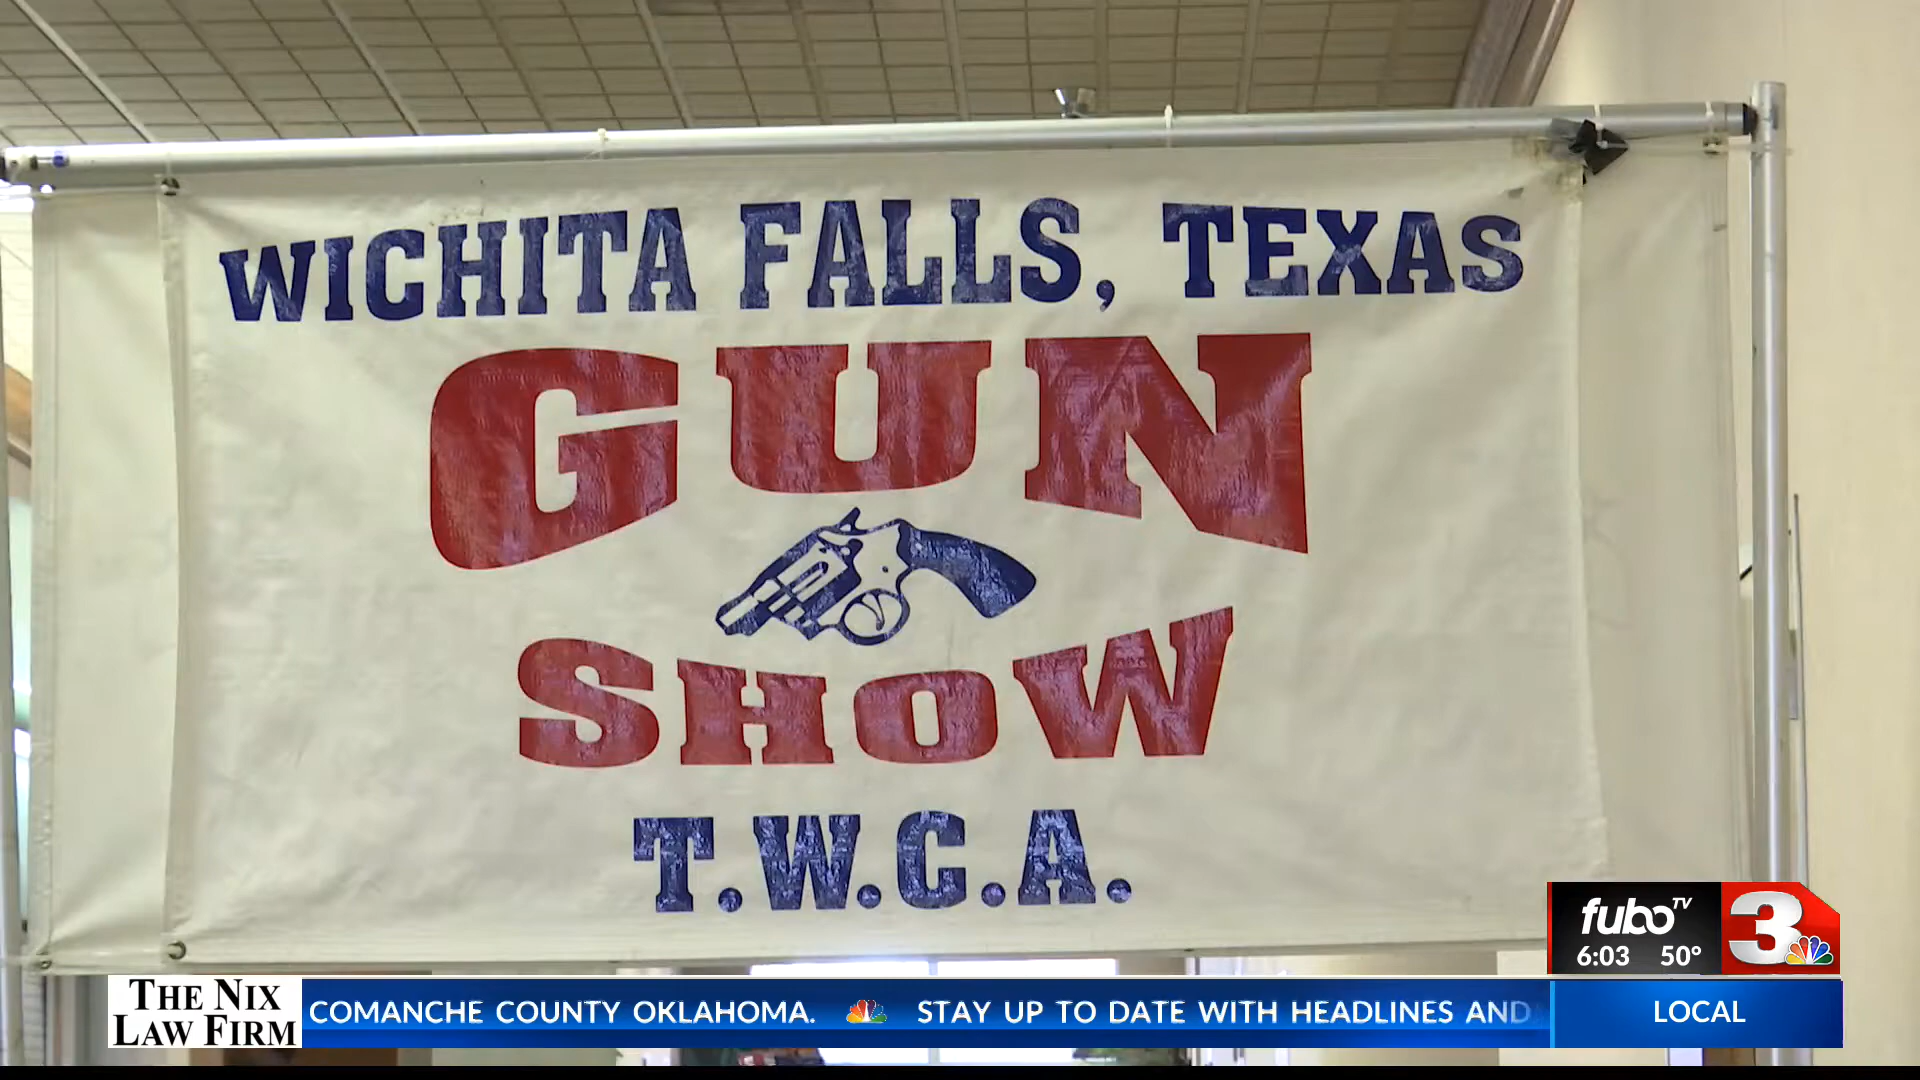 WICHITA FALLS, TEXAS
GUN
SHOW
T.W.C.A.
fuboTV
6:03 50°
3
THE NIX
LAW FIRM
COMANCHE COUNTY OKLAHOMA. STAY UP TO DATE WITH HEADLINES AND
LOCAL